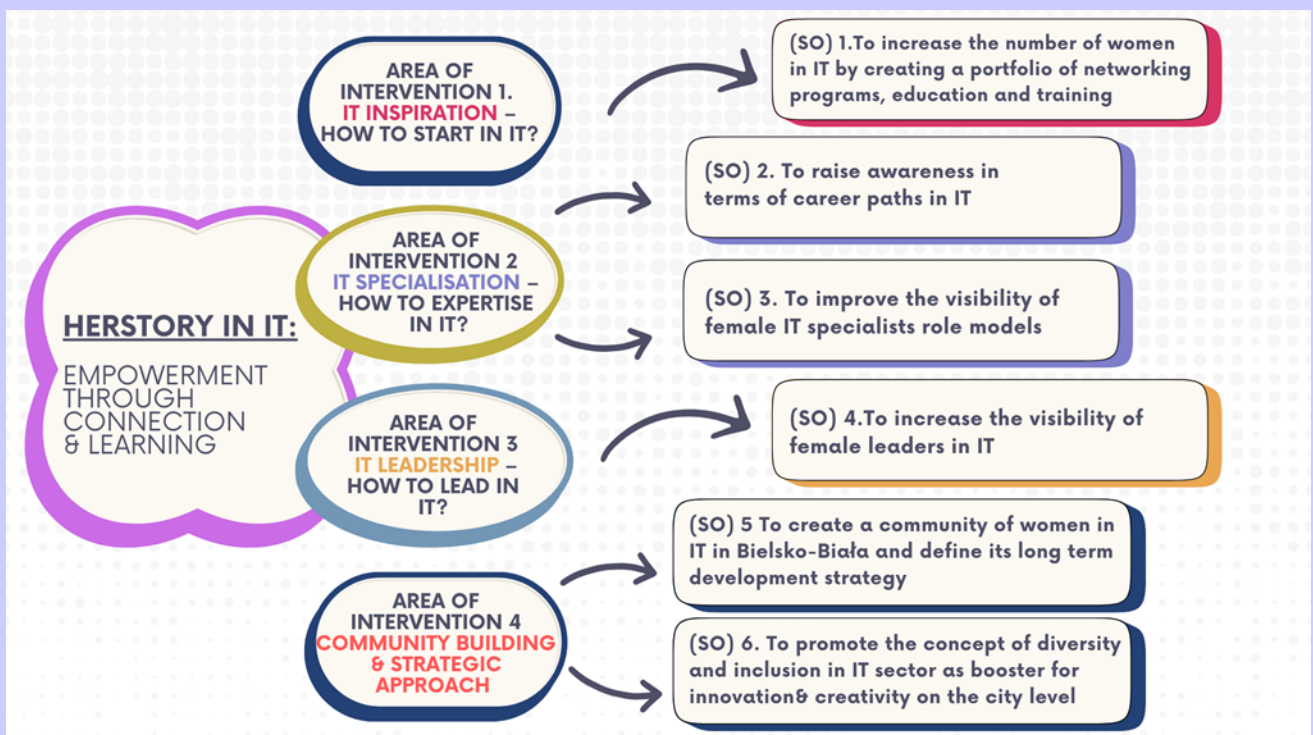 HERSTORY IN IT:
EMPOWERMENT
THROUGH
CONNECTION
& LEARNING
AREA OF
INTERVENTION 1.
IT INSPIRATION –
HOW TO START IN IT?
(SO) 1.To increase the number of women
in IT by creating a portfolio of networking
programs, education and training
AREA OF
INTERVENTION 2
IT SPECIALISATION –
HOW TO EXPERTISE
IN IT?
(SO) 2. To raise awareness in
terms of career paths in IT
(SO) 3. To improve the visibility of
female IT specialists role models
AREA OF
INTERVENTION 3
IT LEADERSHIP –
HOW TO LEAD IN
IT?
(SO) 4.To increase the visibility of
female leaders in IT
AREA OF
INTERVENTION 4
COMMUNITY BUILDING
& STRATEGIC
APPROACH
(SO) 5 To create a community of women in
IT in Bielsko-Biała and define its long term
development strategy
(SO) 6. To promote the concept of diversity
and inclusion in IT sector as booster for
innovation& creativity on the city level